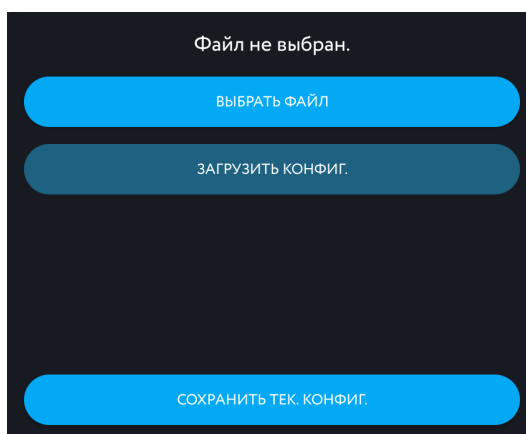 Файл не выбран.
ВЫБРАТЬ ФАЙЛ
ЗАГРУЗИТЬ КОНФИГ.
СОХРАНИТЬ ТЕК. КОНФИГ.